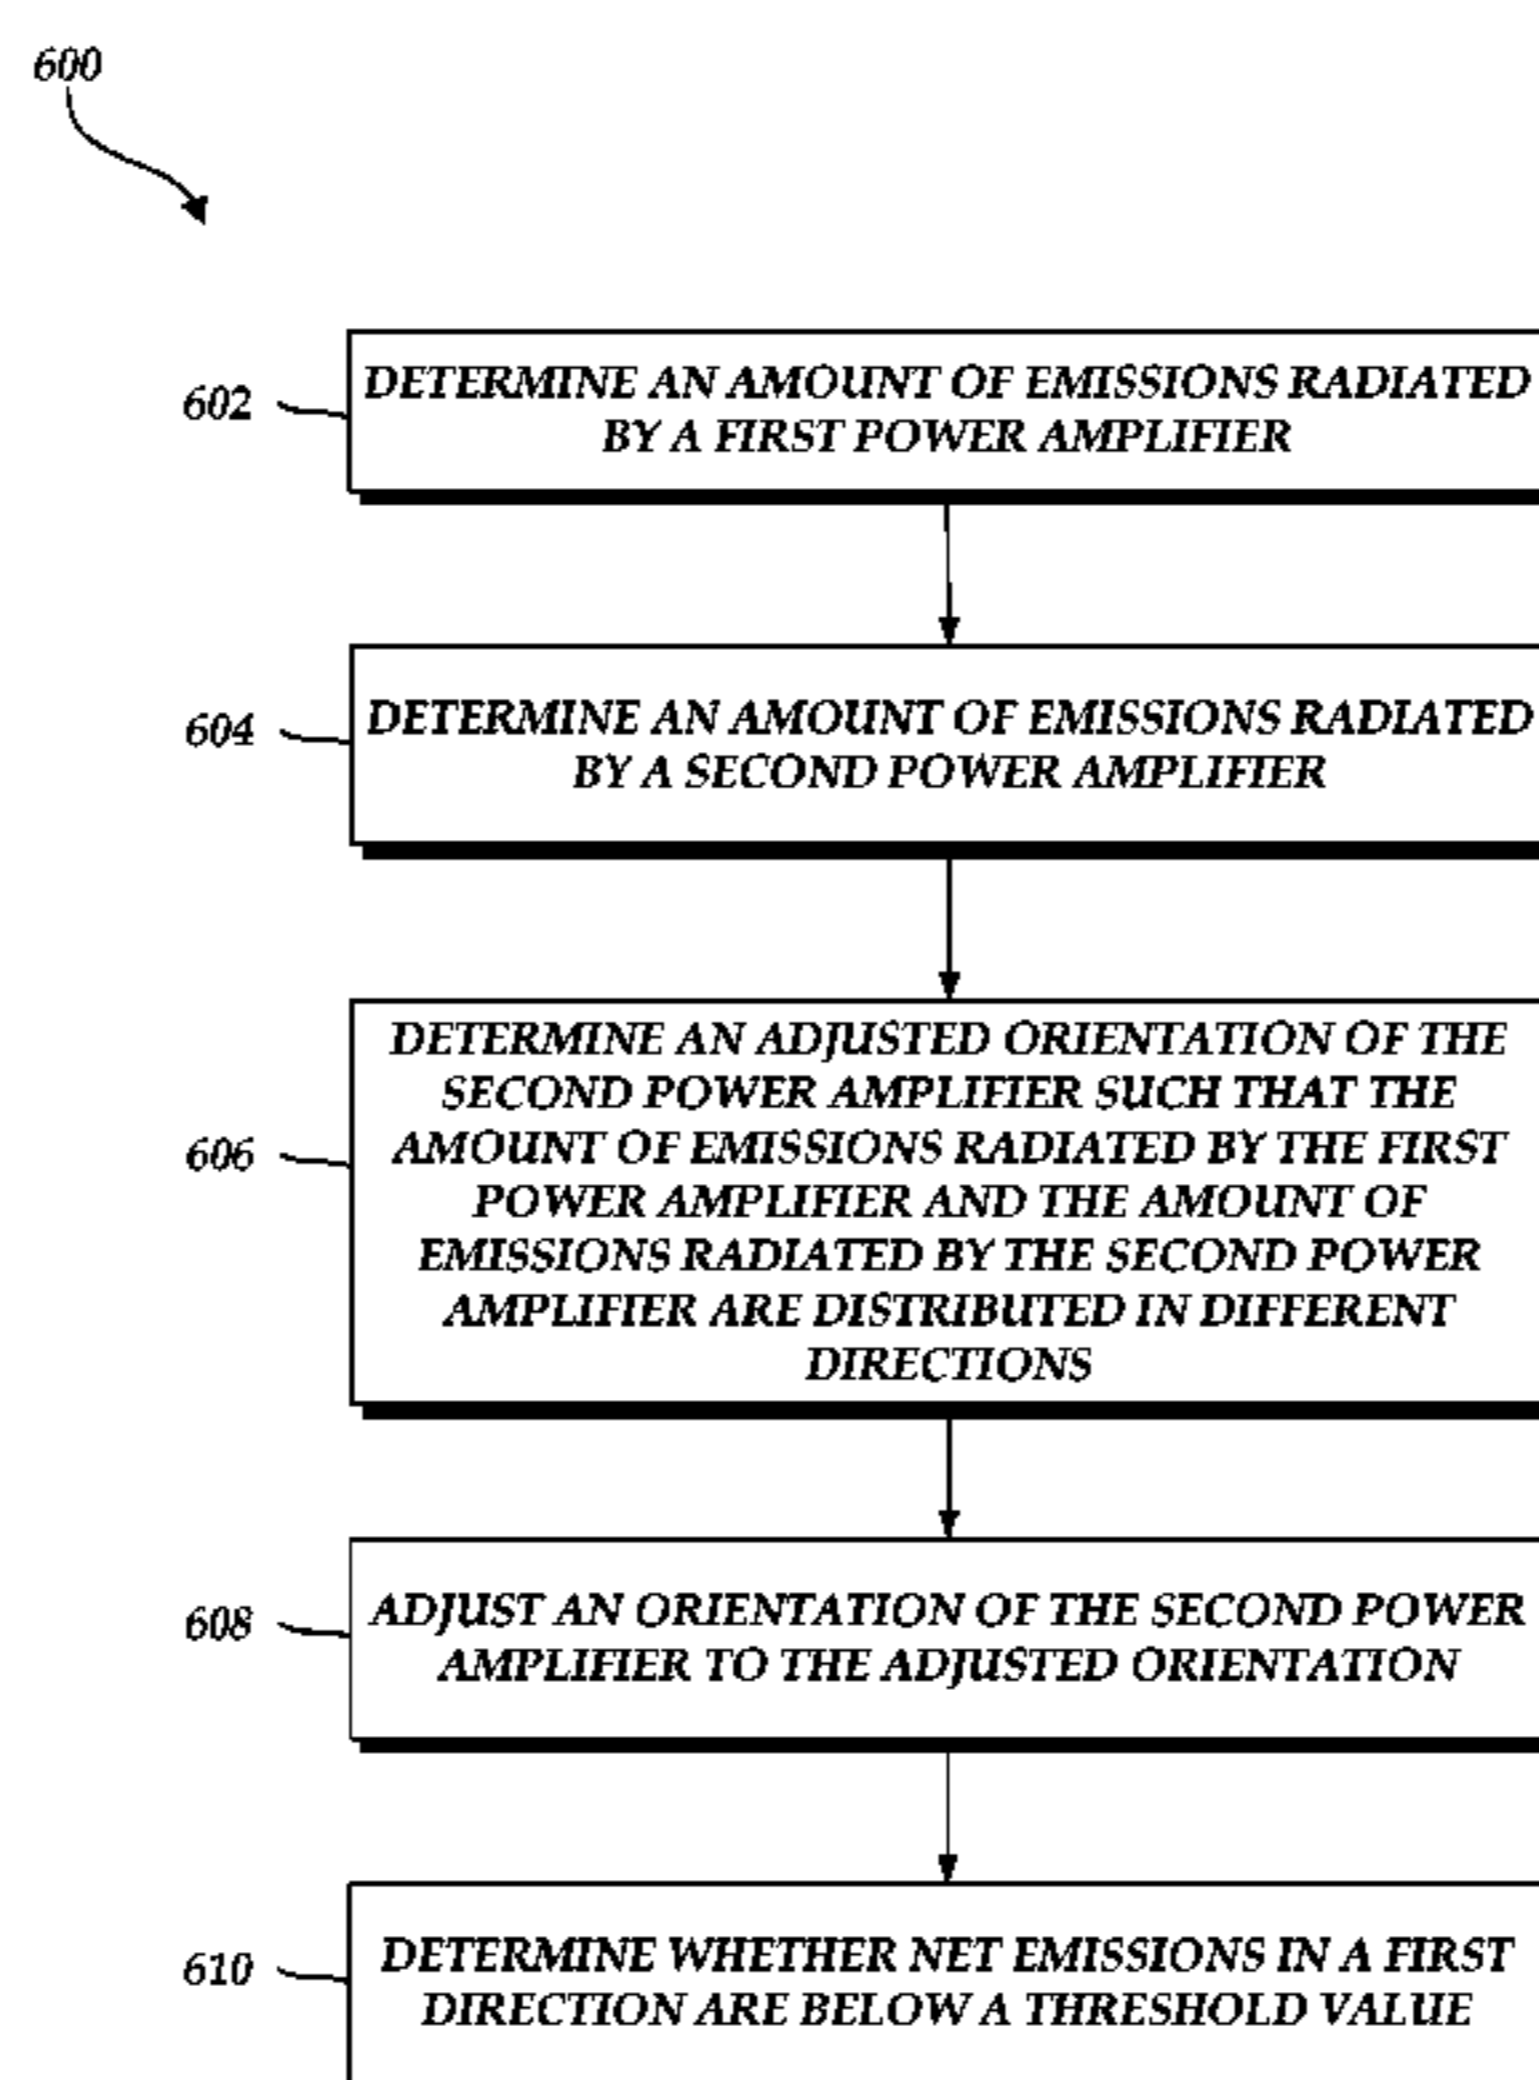 600
602
DETERMINE AN AMOUNT OF EMISSIONS RADIATED
BY A FIRST POWER AMPLIFIER
604
DETERMINE AN AMOUNT OF EMISSIONS RADIATED
BY A SECOND POWER AMPLIFIER
606
DETERMINE AN ADJUSTED ORIENTATION OF THE
SECOND POWER AMPLIFIER SUCH THAT THE
AMOUNT OF EMISSIONS RADIATED BY THE FIRST
POWER AMPLIFIER AND THE AMOUNT OF
EMISSIONS RADIATED BY THE SECOND POWER
AMPLIFIER ARE DISTRIBUTED IN DIFFERENT
DIRECTIONS
608
ADJUST AN ORIENTATION OF THE SECOND POWER
AMPLIFIER TO THE ADJUSTED ORIENTATION
610
DETERMINE WHETHER NET EMISSIONS IN A FIRST
DIRECTION ARE BELOW A THRESHOLD VALUE